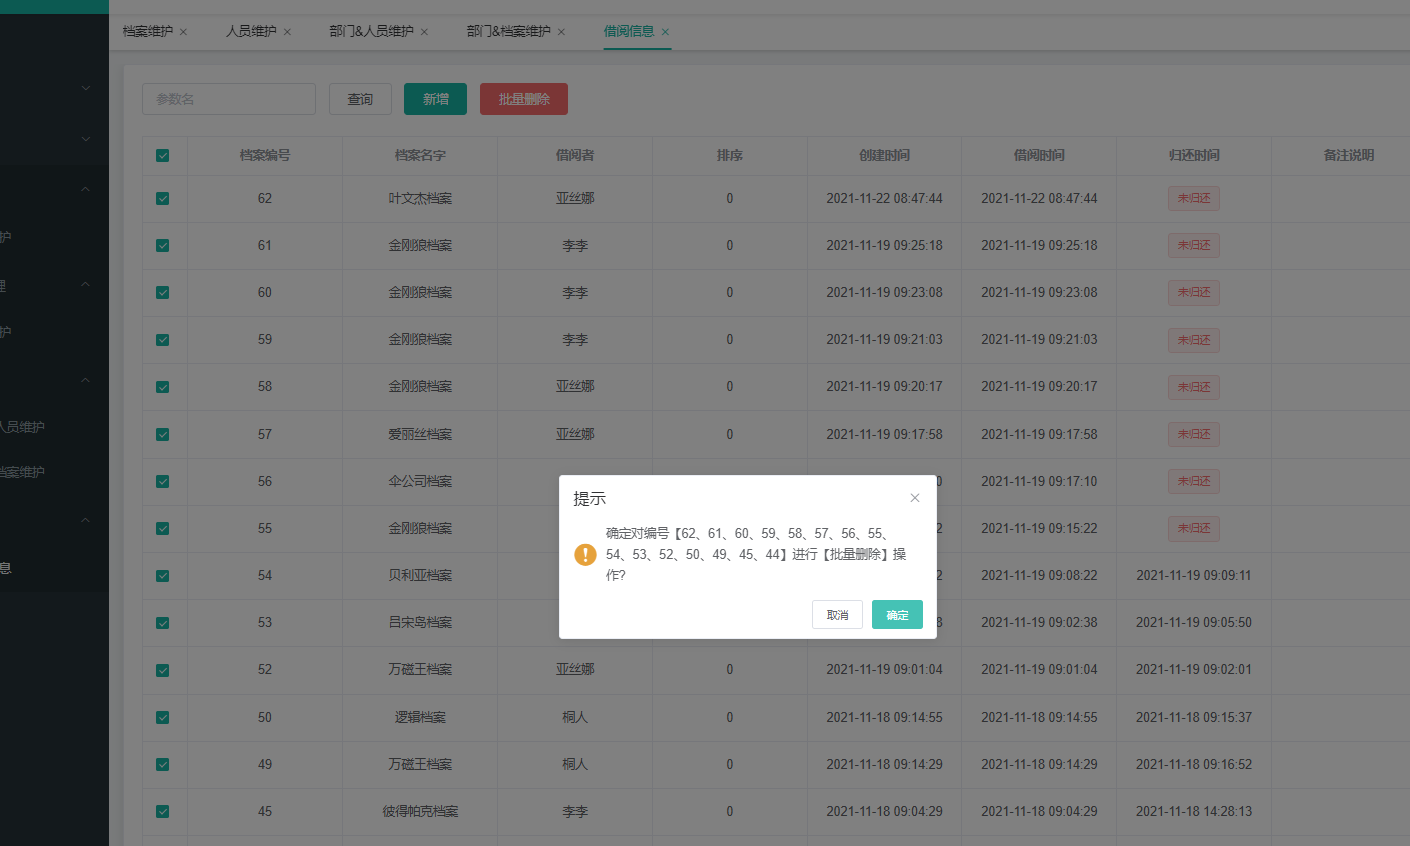 档案维护 × 人员维护 × 部门&人员维护 × 部门&档案维护 × 借阅信息 ×
参数名 查询 新增 批量删除
档案编号 档案名字 借阅者 排序 创建时间 借阅时间 归还时间 备注说明
62 叶文杰档案 亚丝娜 0 2021-11-22 08:47:44 2021-11-22 08:47:44 未归还
护
61 金刚狼档案 李李 0 2021-11-19 09:25:18 2021-11-19 09:25:18 未归还
理
60 金刚狼档案 李李 0 2021-11-19 09:23:08 2021-11-19 09:23:08 未归还
护
59 金刚狼档案 李李 0 2021-11-19 09:21:03 2021-11-19 09:21:03 未归还
58 金刚狼档案 亚丝娜 0 2021-11-19 09:20:17 2021-11-19 09:20:17 未归还
人员维护
57 爱丽丝档案 亚丝娜 0 2021-11-19 09:17:58 2021-11-19 09:17:58 未归还
档案维护
56 伞公司档案 0 2021-11-19 09:17:10 未归还
55 金刚狼档案 2 2021-11-19 09:15:22 未归还
息
54 贝利亚档案 2 2021-11-19 09:08:22 2021-11-19 09:09:11
53 吕宋岛档案 8 2021-11-19 09:02:38 2021-11-19 09:05:50
52 万磁王档案 亚丝娜 0 2021-11-19 09:01:04 2021-11-19 09:01:04 2021-11-19 09:02:01
50 逻辑档案 桐人 0 2021-11-18 09:14:55 2021-11-18 09:14:55 2021-11-18 09:15:37
49 万磁王档案 桐人 0 2021-11-18 09:14:29 2021-11-18 09:14:29 2021-11-18 09:16:52
45 彼得帕克档案 李李 0 2021-11-18 09:04:29 2021-11-18 09:04:29 2021-11-18 14:28:13
提示 ×
确定对编号【62、61、60、59、58、57、56、55、
54、53、52、50、49、45、44】进行【批量删除】操
作?
取消 确定